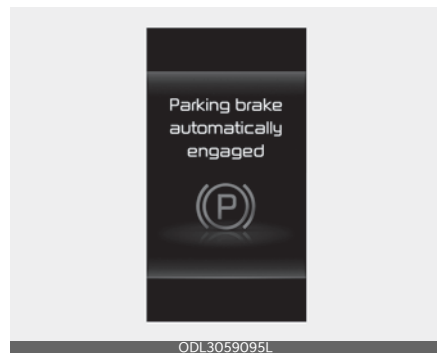 Parking brake
automatically
engaged
P
ODL3059095L